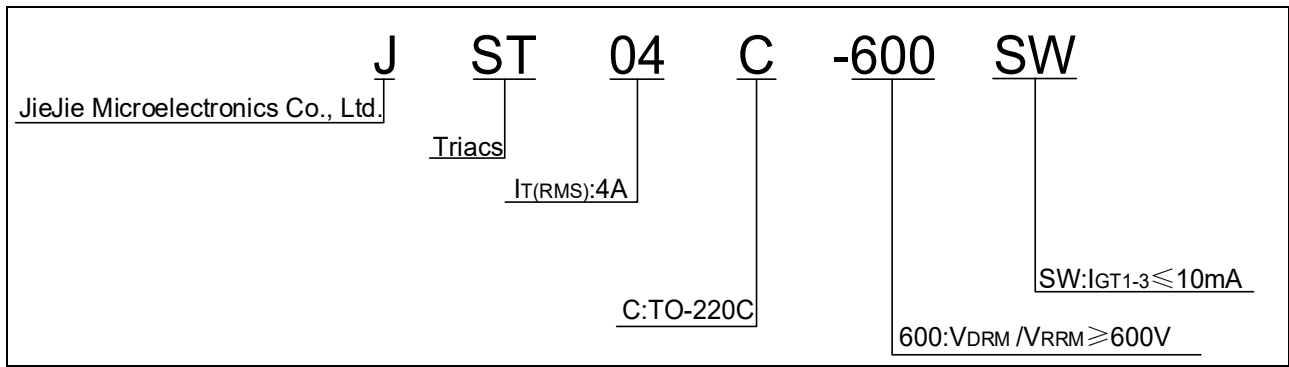 J ST 04 C -600 SW
JieJie Microelectronics Co., Ltd.
Triacs
IT(RMS):4A
SW:IGT1-3≤10mA
C:TO-220C
600:VDRM /VRRM≥600V